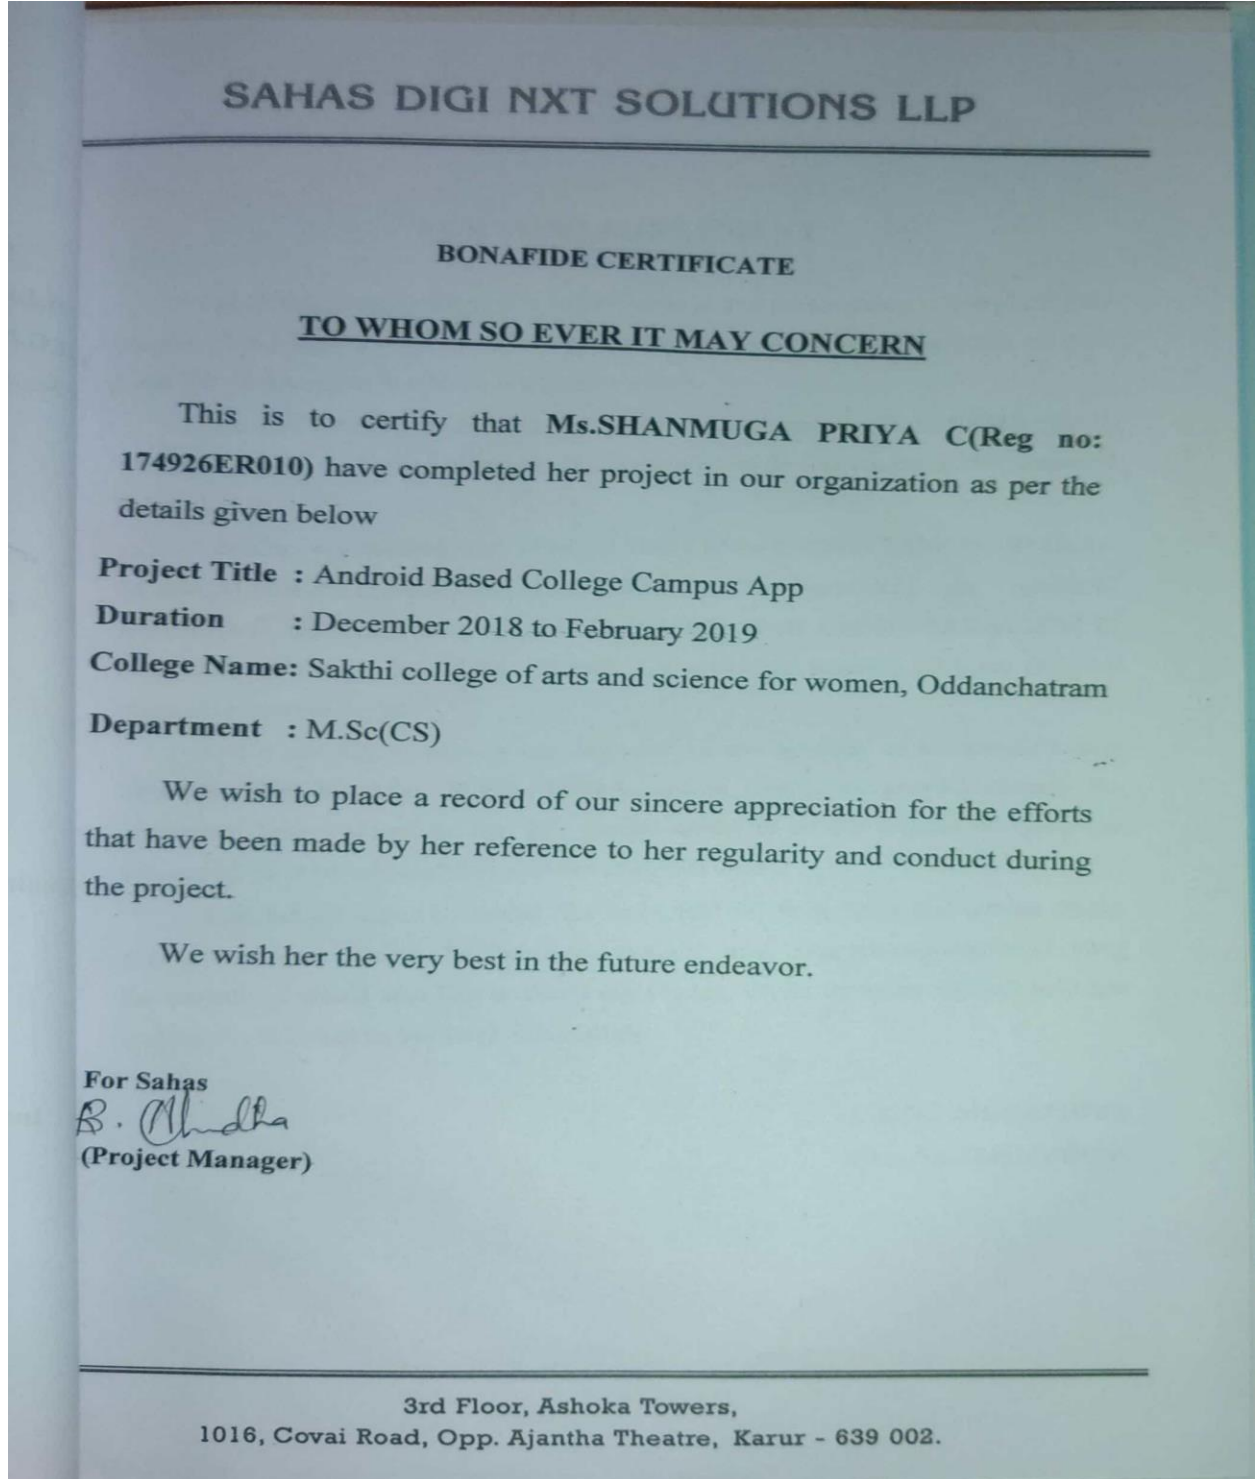 SAHAS DIGI NXT SOLUTIONS LLP
BONAFIDE CERTIFICATE
TO WHOM SO EVER IT MAY CONCERN
This is to certify that Ms.SHANMUGA PRIYA C(Reg no:
174926ER010) have completed her project in our organization as per the
details given below
Project Title : Android Based College Campus App
Duration : December 2018 to February 2019
College Name: Sakthi college of arts and science for women, Oddanchatram
Department : M.Sc(CS)
We wish to place a record of our sincere appreciation for the efforts
that have been made by her reference to her regularity and conduct during
the project.
We wish her the very best in the future endeavor.
For Sahas
B.
(Project Manager)
3rd Floor, Ashoka Towers,
1016, Covai Road, Opp. Ajantha Theatre, Karur - 639 002.